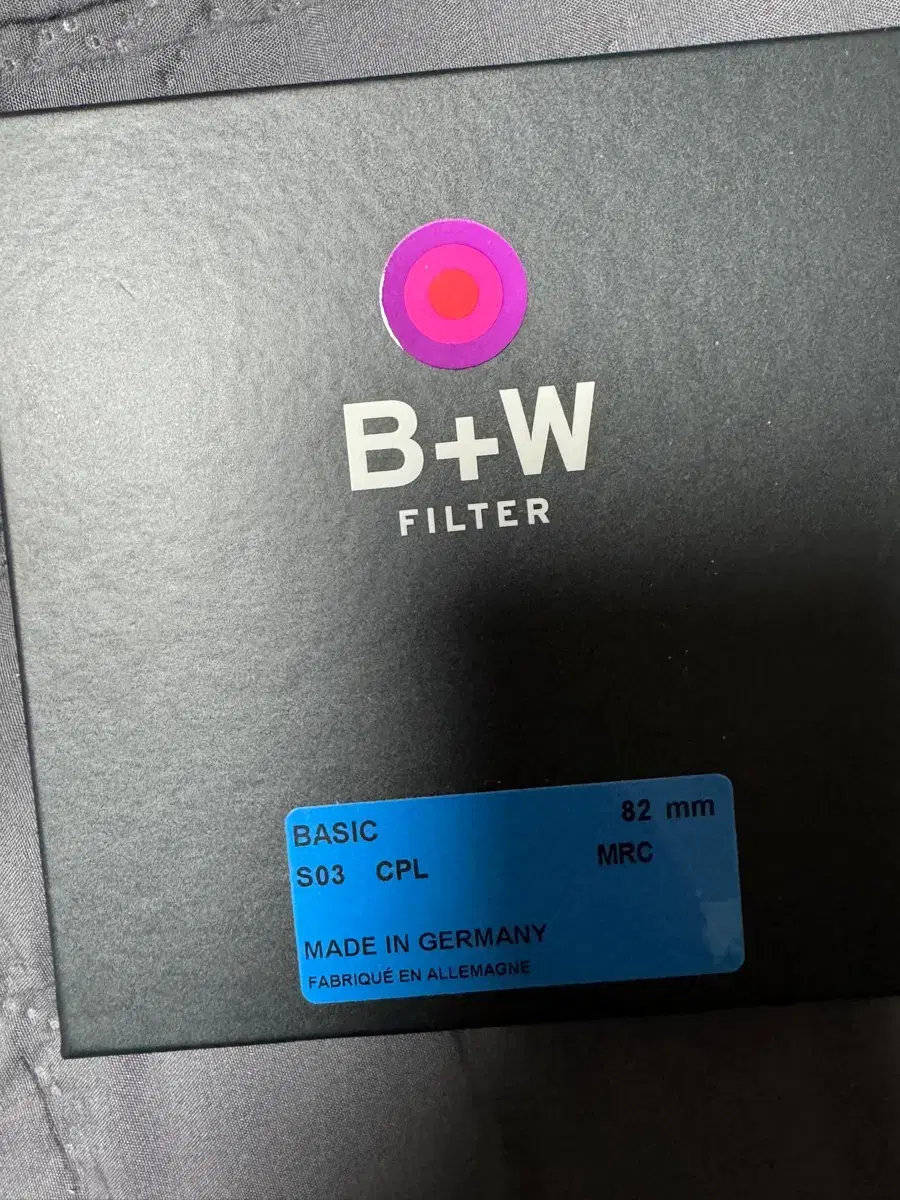 B+W
FILTER
BASIC 82 mm
S03 CPL MRC
MADE IN GERMANY
FABRIQUÉ EN ALLEMAGNE